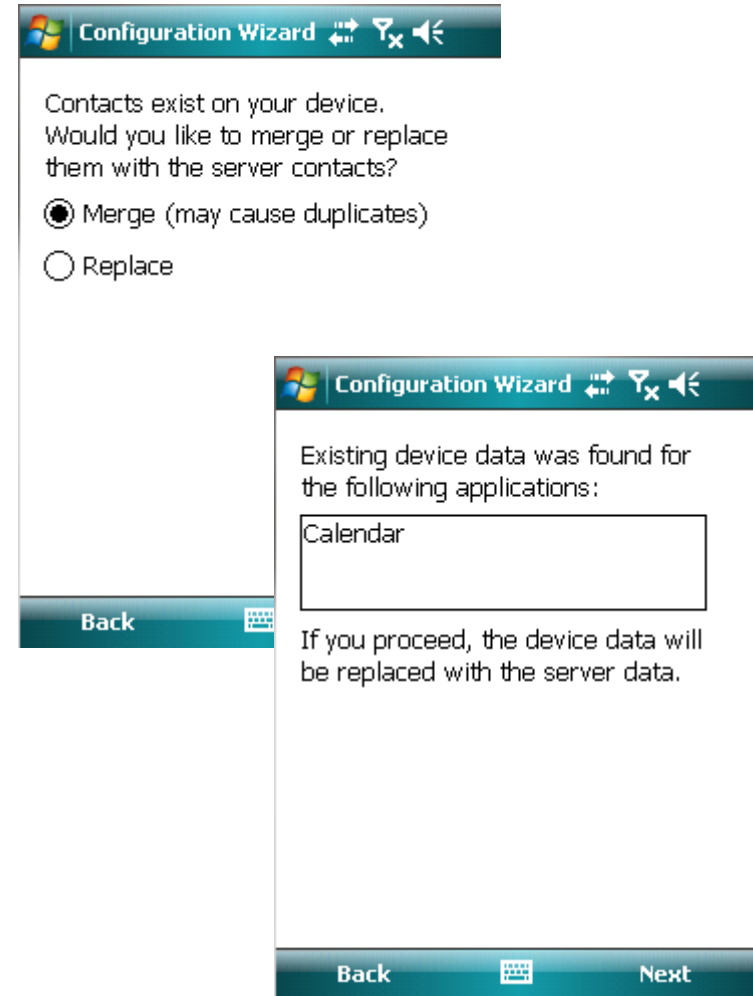 Configuration Wizard
Contacts exist on your device.
Would you like to merge or replace
them with the server contacts?
Merge (may cause duplicates)
Replace
Back
Configuration Wizard
Existing device data was found for
the following applications:
Calendar
If you proceed, the device data will
be replaced with the server data.
Back
Next